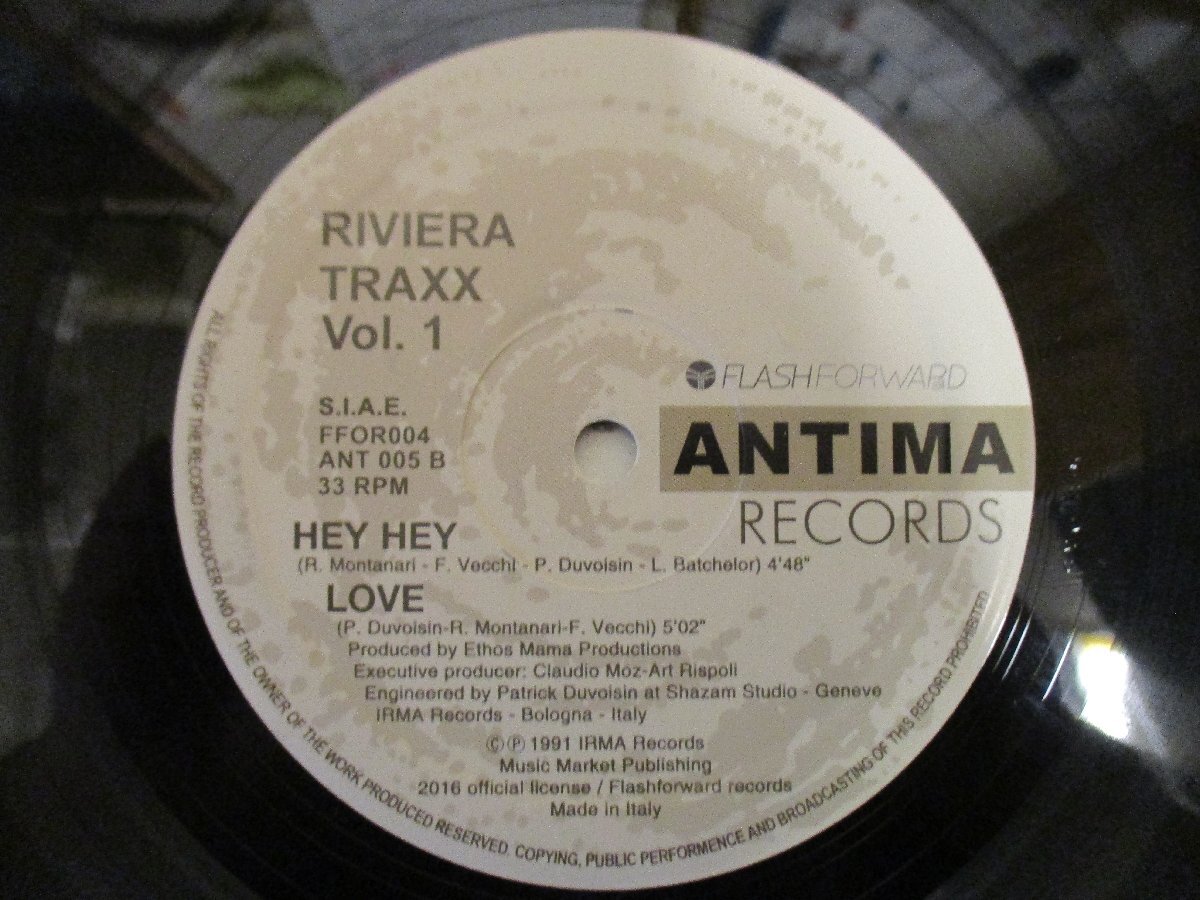 RIVIERA
TRAXX
Vol. 1
FLASHFORWARD
S.I.A.E.
FFOR004
ANT 005 B
33 RPM
ANTIMA
RECORDS
HEY HEY
(R. Montanari - F. Vecchi - P. Duvoisin - L. Batchelor) 4'48"
LOVE
(P. Duvoisin-R. Montanari-F. Vecchi) 5'02"
Produced by Ethos Mama Productions
Executive producer: Claudio Moz-Art Rispoli
Engineered by Patrick Duvoisin at Shazam Studio - Geneve
IRMA Records - Bologna - Italy
©℗ 1991 IRMA Records
Music Market Publishing
2016 official license / Flashforward records
Made in Italy
ALL RIGHTS OF THE RECORD PRODUCER AND OF THE OWNER OF THE WORK PRODUCED RESERVED. COPYING, PUBLIC PERFORMENCE AND BROADCASTING OF THIS RECORD PROHIBITED